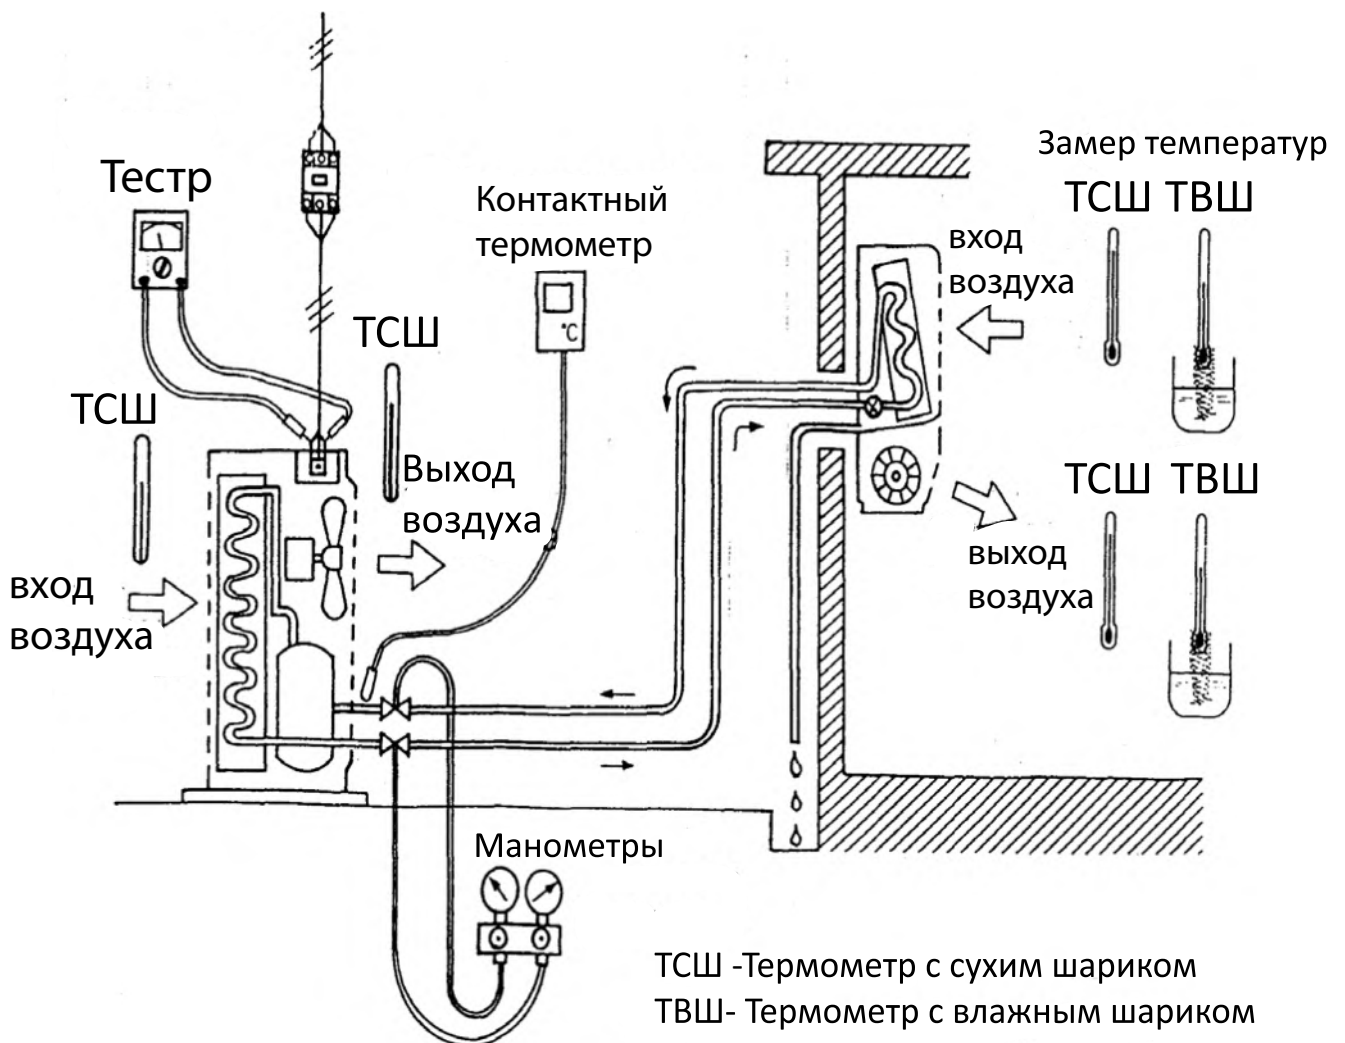 Замер температур
Тестр
ТСШ ТВШ
Контактный
термометр
вход
воздуха
°C
ТСШ
ТСШ
Выход
воздуха
ТСШ ТВШ
выход
воздуха
вход
воздуха
Манометры
ТСШ -Термометр с сухим шариком
ТВШ- Термометр с влажным шариком